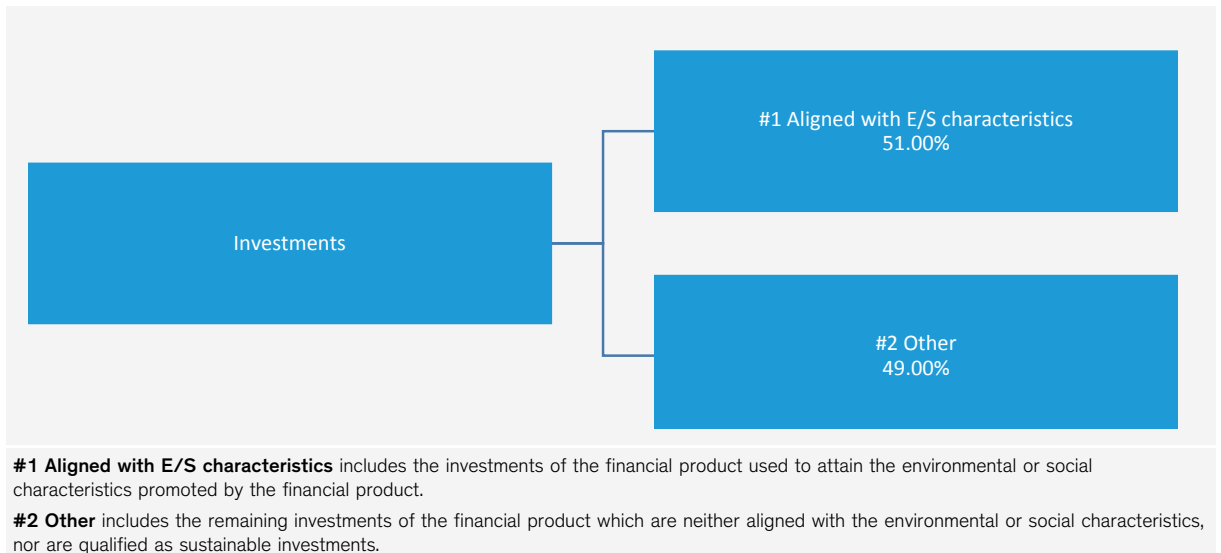 #1 Aligned with E/S characteristics
51.00%
Investments
#2 Other
49.00%
#1 Aligned with E/S characteristics includes the investments of the financial product used to attain the environmental or social
characteristics promoted by the financial product.
#2 Other includes the remaining investments of the financial product which are neither aligned with the environmental or social characteristics,
nor are qualified as sustainable investments.